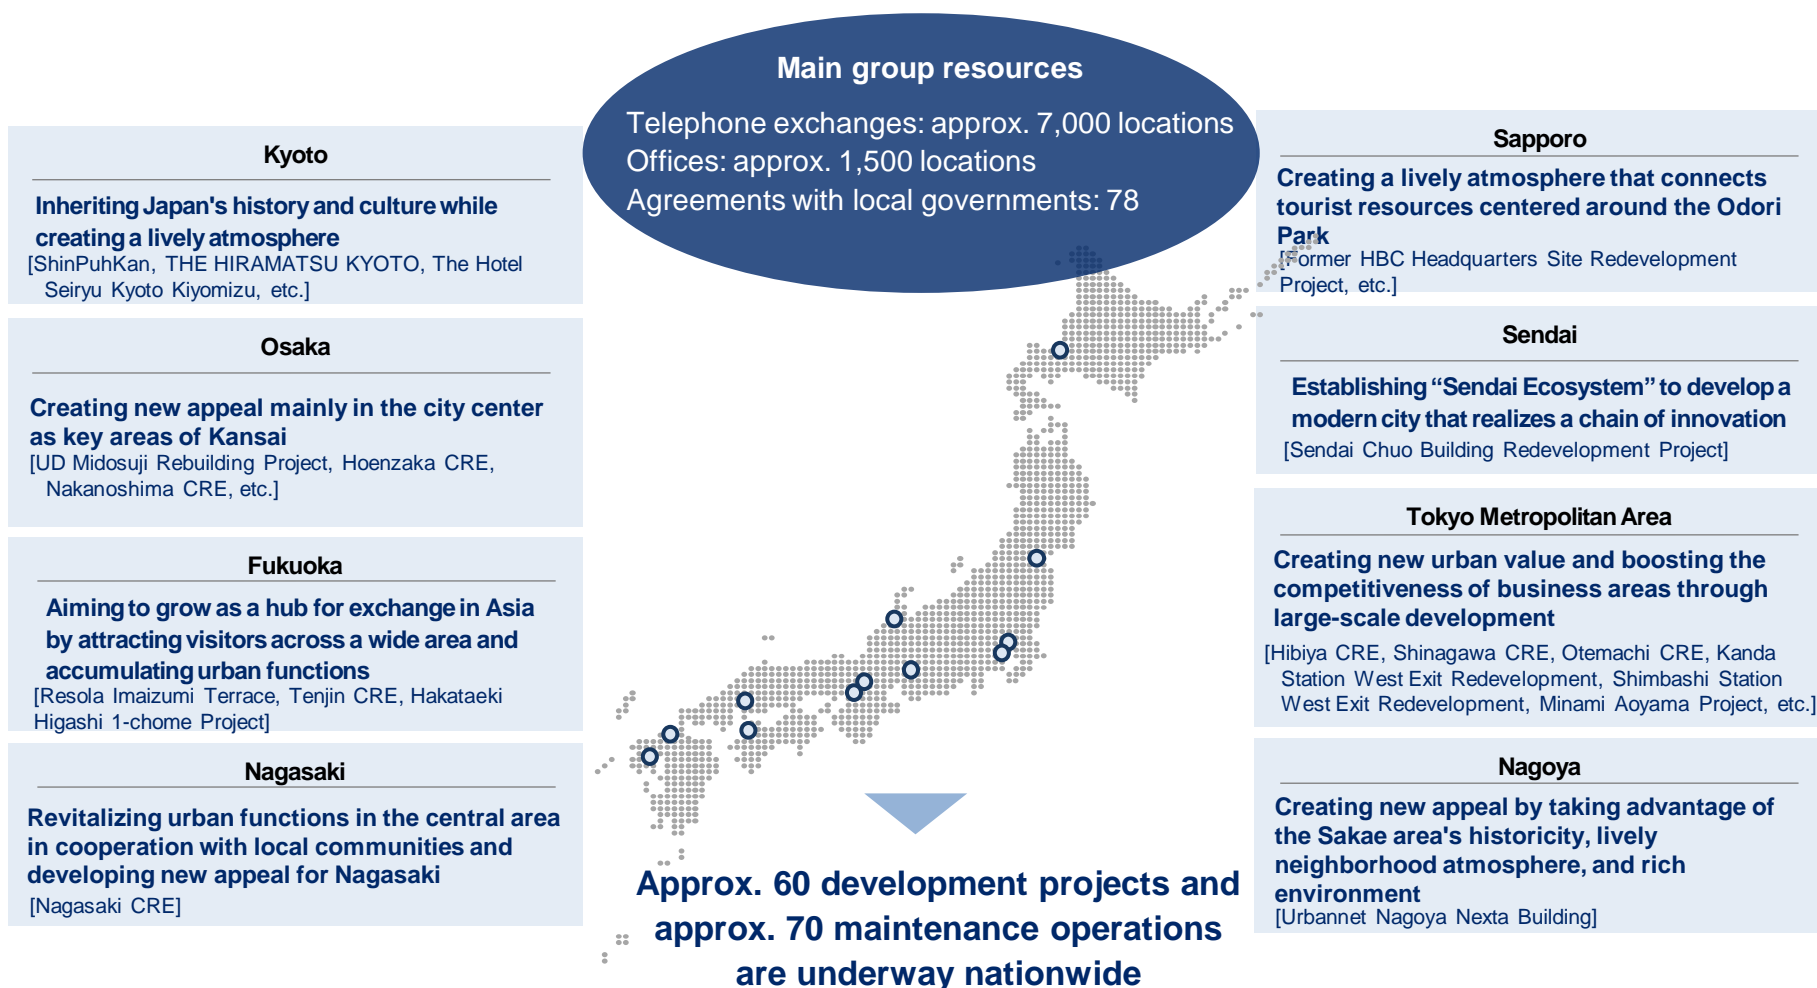 Main group resources
Telephone exchanges: approx. 7,000 locations
Offices: approx. 1,500 locations
Agreements with local governments: 78
Kyoto
Inheriting Japan's history and culture while
creating a lively atmosphere
[ShinPuhKan, THE HIRAMATSU KYOTO, The Hotel
Seiryu Kyoto Kiyomizu, etc.]
Osaka
Creating new appeal mainly in the city center
as key areas of Kansai
[UD Midosuji Rebuilding Project, Hoenzaka CRE,
Nakanoshima CRE, etc.]
Fukuoka
Aiming to grow as a hub for exchange in Asia
by attracting visitors across a wide area and
accumulating urban functions
[Resola Imaizumi Terrace, Tenjin CRE, Hakataeki
Higashi 1-chome Project]
Nagasaki
Revitalizing urban functions in the central area
in cooperation with local communities and
developing new appeal for Nagasaki
[Nagasaki CRE]
Sapporo
Creating a lively atmosphere that connects
tourist resources centered around the Odori
Park
[Former HBC Headquarters Site Redevelopment
Project, etc.]
Sendai
Establishing “Sendai Ecosystem” to develop a
modern city that realizes a chain of innovation
[Sendai Chuo Building Redevelopment Project]
Tokyo Metropolitan Area
Creating new urban value and boosting the
competitiveness of business areas through
large-scale development
[Hibiya CRE, Shinagawa CRE, Otemachi CRE, Kanda
Station West Exit Redevelopment, Shimbashi Station
West Exit Redevelopment, Minami Aoyama Project, etc.]
Nagoya
Creating new appeal by taking advantage of
the Sakae area's historicity, lively
neighborhood atmosphere, and rich
environment
[Urbannet Nagoya Nexta Building]
Approx. 60 development projects and
approx. 70 maintenance operations
are underway nationwide